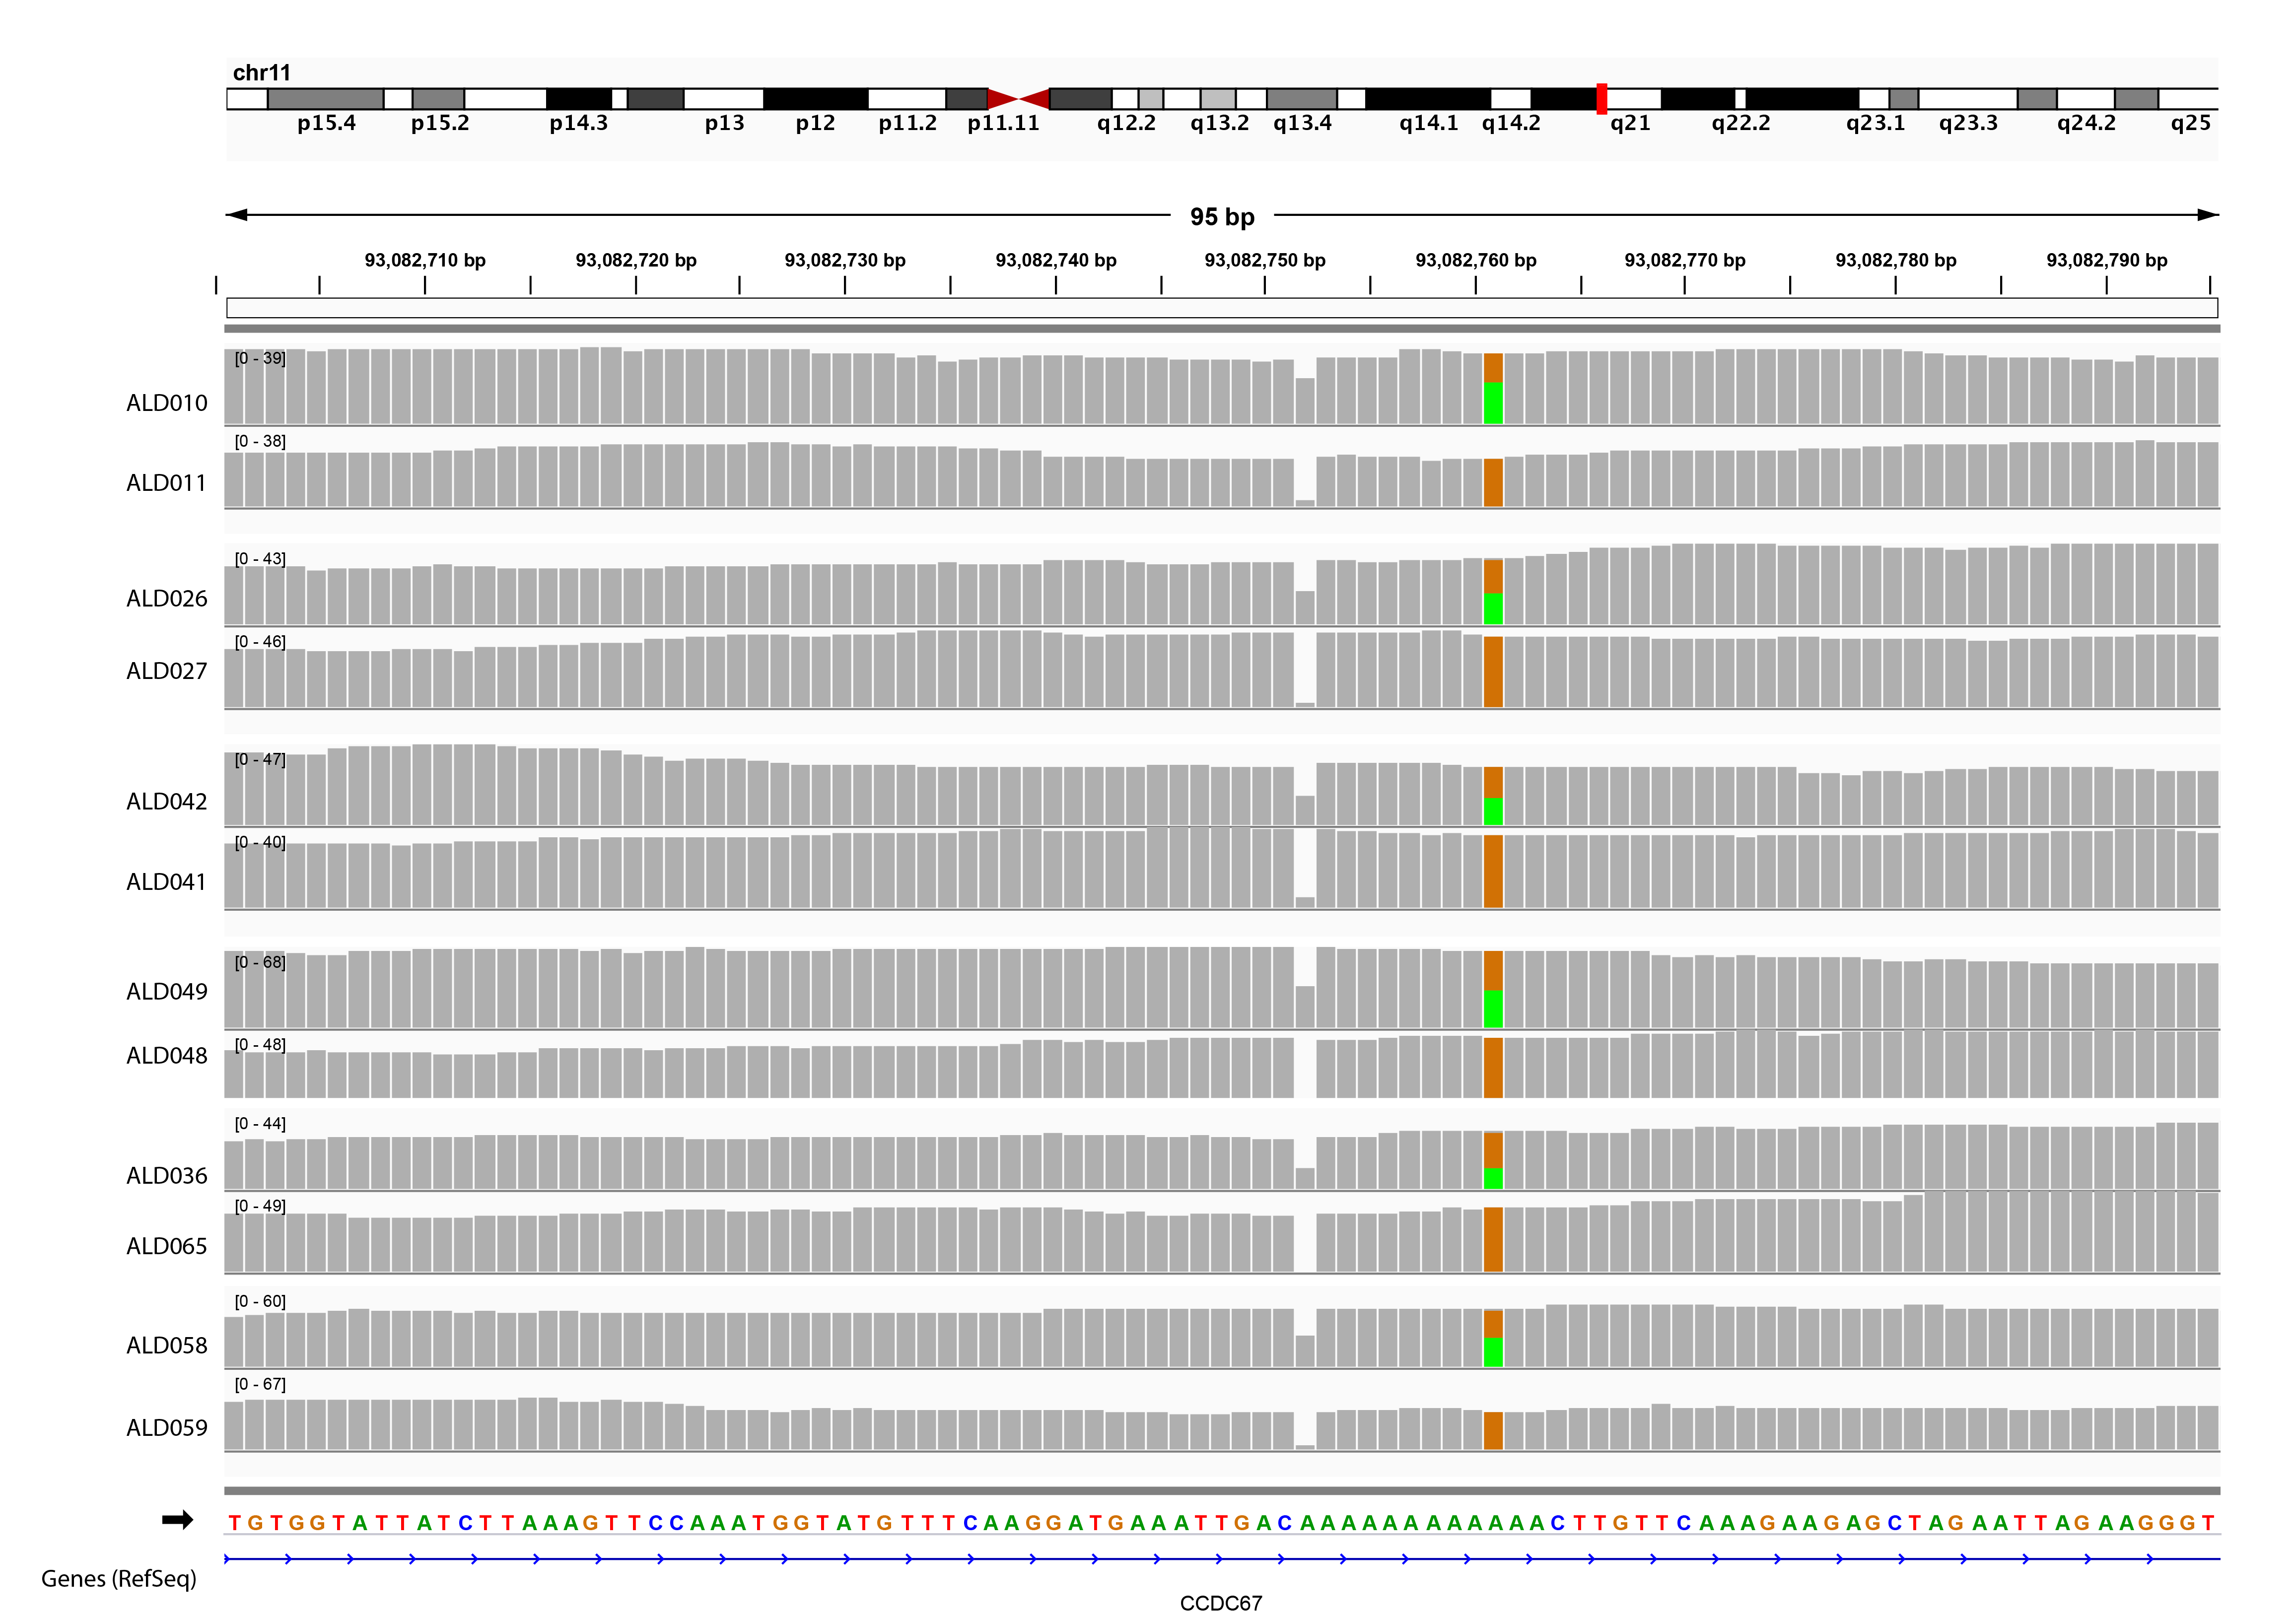 chr11
p15.4 p15.2 p14.3 p13 p12 p11.2 p11.11 q12.2 q13.2 q13.4 q14.1 q14.2 q21 q22.2 q23.1 q23.3 q24.2 q25
95 bp
93,082,710 bp 93,082,720 bp 93,082,730 bp 93,082,740 bp 93,082,750 bp 93,082,760 bp 93,082,770 bp 93,082,780 bp 93,082,790 bp
[0 - 39]
ALD010
[0 - 38]
ALD011
[0 - 43]
ALD026
[0 - 46]
ALD027
[0 - 47]
ALD042
[0 - 40]
ALD041
[0 - 68]
ALD049
[0 - 48]
ALD048
[0 - 44]
ALD036
[0 - 49]
ALD065
[0 - 60]
ALD058
[0 - 67]
ALD059
T G T G G T A T T A T C T T A A A G T T C C A A A T G G T A T G T T T C A A G G A T G A A A T T G A C A A A A A A A A A A A A C T T G T T C A A A G A A G A G C T A G A A T T A G A A G G G T
Genes (RefSeq)
CCDC67